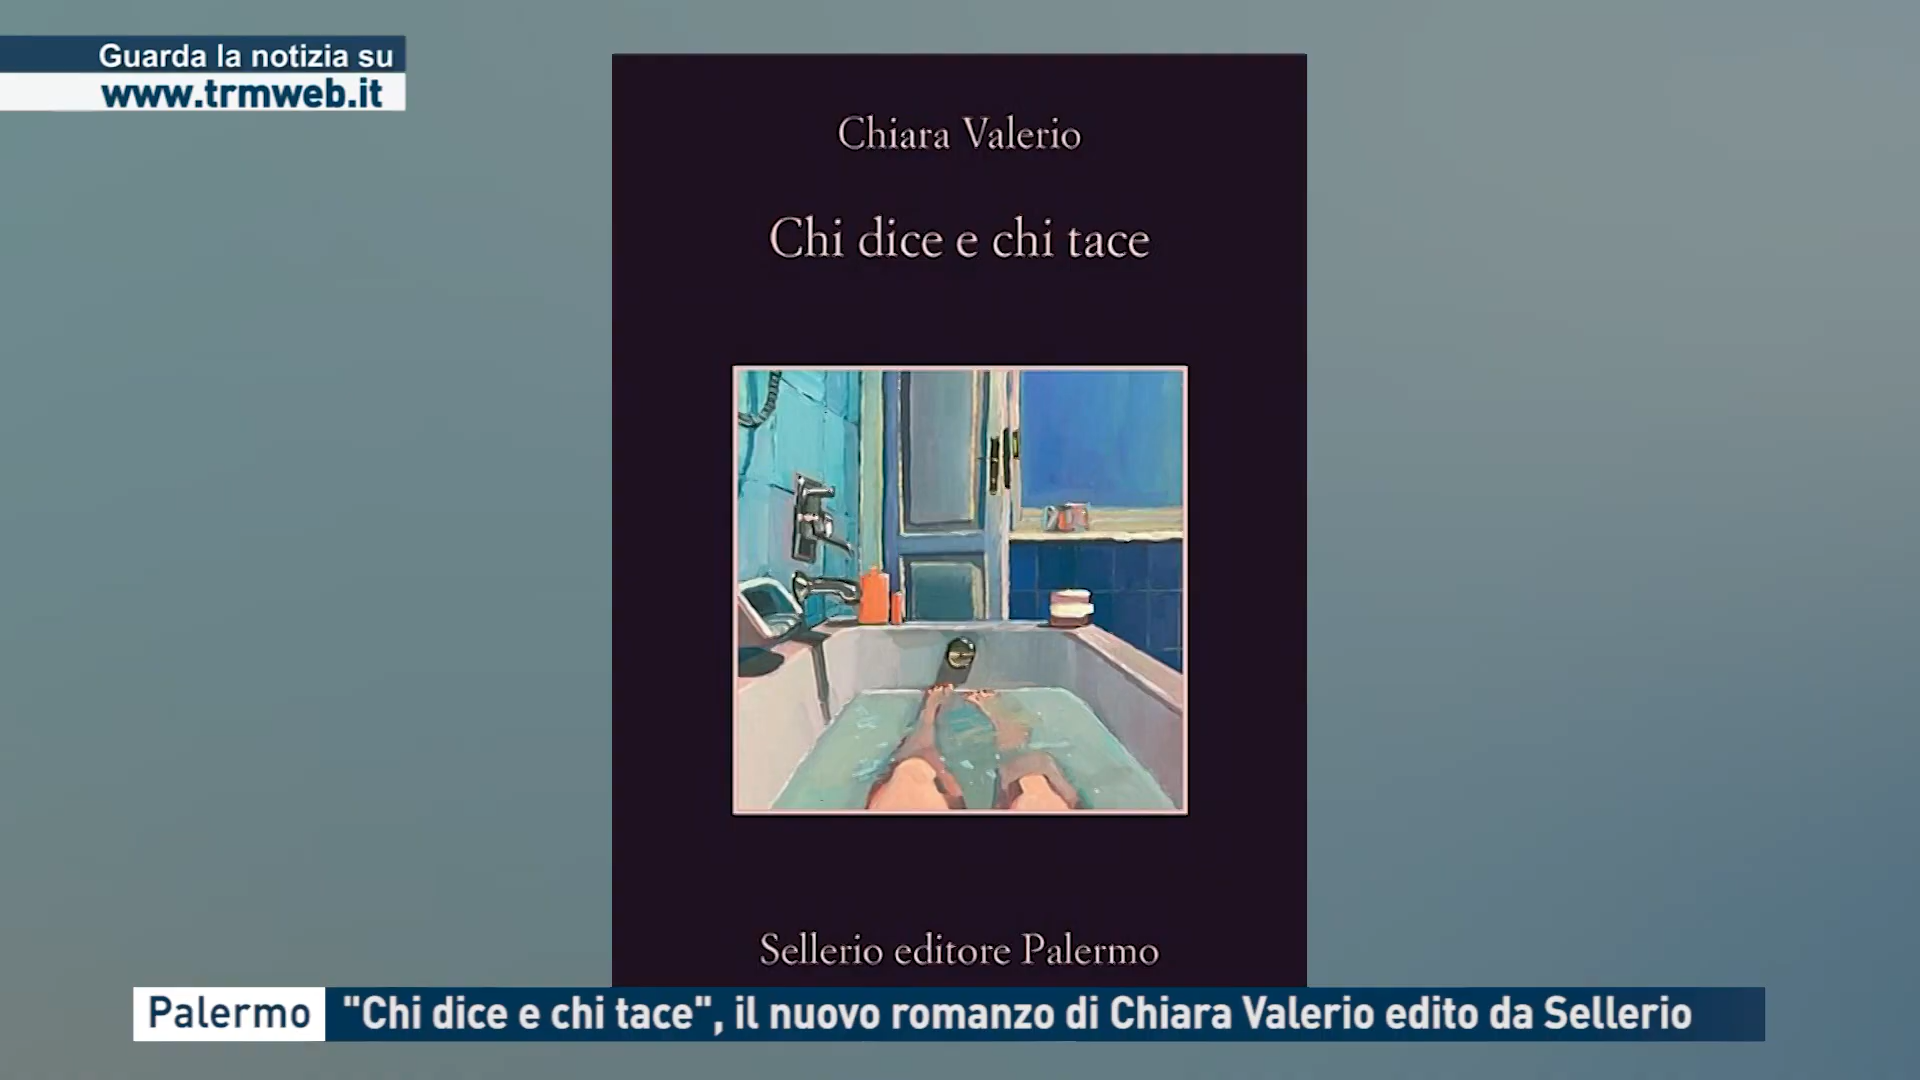 Guarda la notizia su
www.trmweb.it
Chiara Valerio
Chi dice e chi tace
Sellerio editore Palermo
Palermo "Chi dice e chi tace", il nuovo romanzo di Chiara Valerio edito da Sellerio